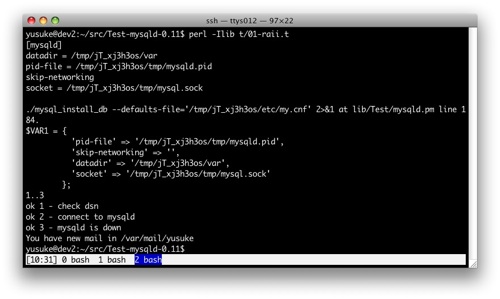 ssh — ttys012 — 97×22
yusuke@dev2:~/src/Test-mysqld-0.11$ perl -Ilib t/01-raii.t
[mysqld]
datadir = /tmp/jT_xj3h3os/var
pid-file = /tmp/jT_xj3h3os/tmp/mysqld.pid
skip-networking
socket = /tmp/jT_xj3h3os/tmp/mysql.sock
./mysql_install_db --defaults-file='/tmp/jT_xj3h3os/etc/my.cnf' 2>&1 at lib/Test/mysqld.pm line 1
84.
$VAR1 = {
'pid-file' => '/tmp/jT_xj3h3os/tmp/mysqld.pid',
'skip-networking' => '',
'datadir' => '/tmp/jT_xj3h3os/var',
'socket' => '/tmp/jT_xj3h3os/tmp/mysql.sock'
};
1..3
ok 1 - check dsn
ok 2 - connect to mysqld
ok 3 - mysqld is down
You have new mail in /var/mail/yusuke
yusuke@dev2:~/src/Test-mysqld-0.11$
[10:31] 0 bash 1 bash 2 bash